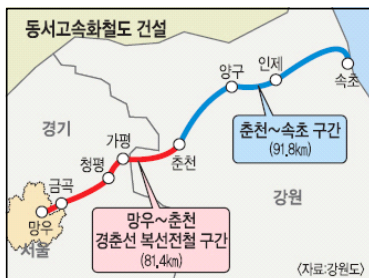 동서고속화철도 건설
양구
인제
속초
경기
가평
춘천
춘천~속초 구간
(91.8km)
청평
금곡
강원
망우
서울
망우~춘천
경춘선 복선전철 구간
(81.4km)
〈자료:강원도〉